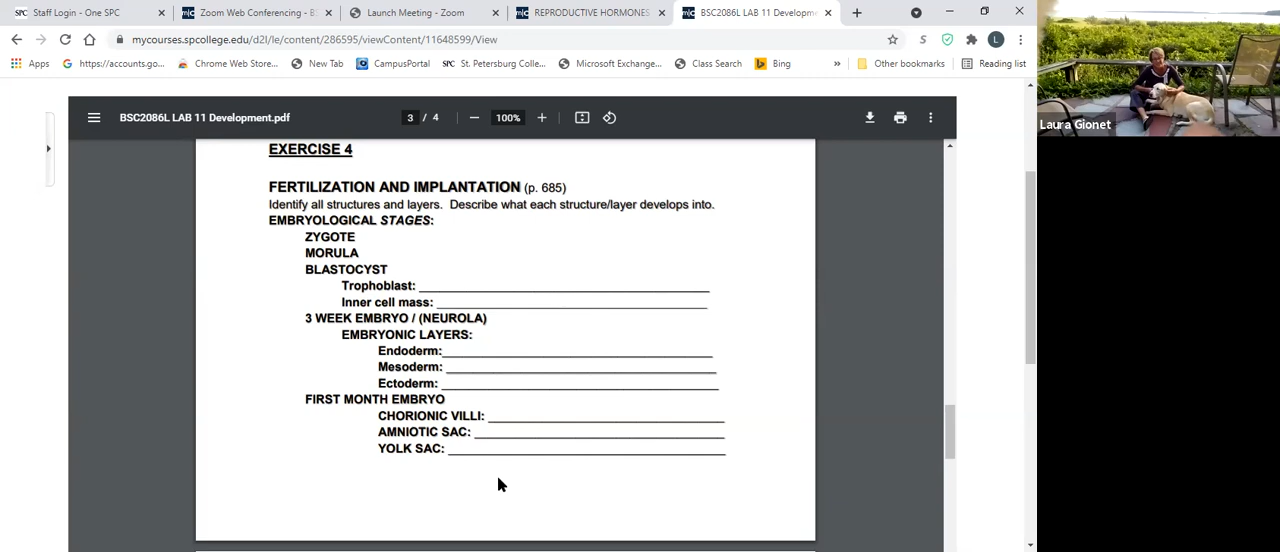 Staff Login - One SPC
Zoom Web Conferencing - BS
Launch Meeting - Zoom
REPRODUCTIVE HORMONES
BSC2086L LAB 11 Developm
mycourses.spcollege.edu/d2l/le/content/286595/viewContent/11648599/View
Apps
https://accounts.go...
Chrome Web Store...
New Tab
CampusPortal
SPC St. Petersburg Colle...
Microsoft Exchange...
Class Search
Bing
»
Other bookmarks
Reading list
BSC2086L LAB 11 Development.pdf
3 / 4
100%
Laura Gionet
EXERCISE 4
FERTILIZATION AND IMPLANTATION (p. 685)
Identify all structures and layers. Describe what each structure/layer develops into.
EMBRYOLOGICAL STAGES:
ZYGOTE
MORULA
BLASTOCYST
Trophoblast:
Inner cell mass:
3 WEEK EMBRYO / (NEUROLA)
EMBRYONIC LAYERS:
Endoderm:
Mesoderm:
Ectoderm:
FIRST MONTH EMBRYO
CHORIONIC VILLI:
AMNIOTIC SAC:
YOLK SAC: